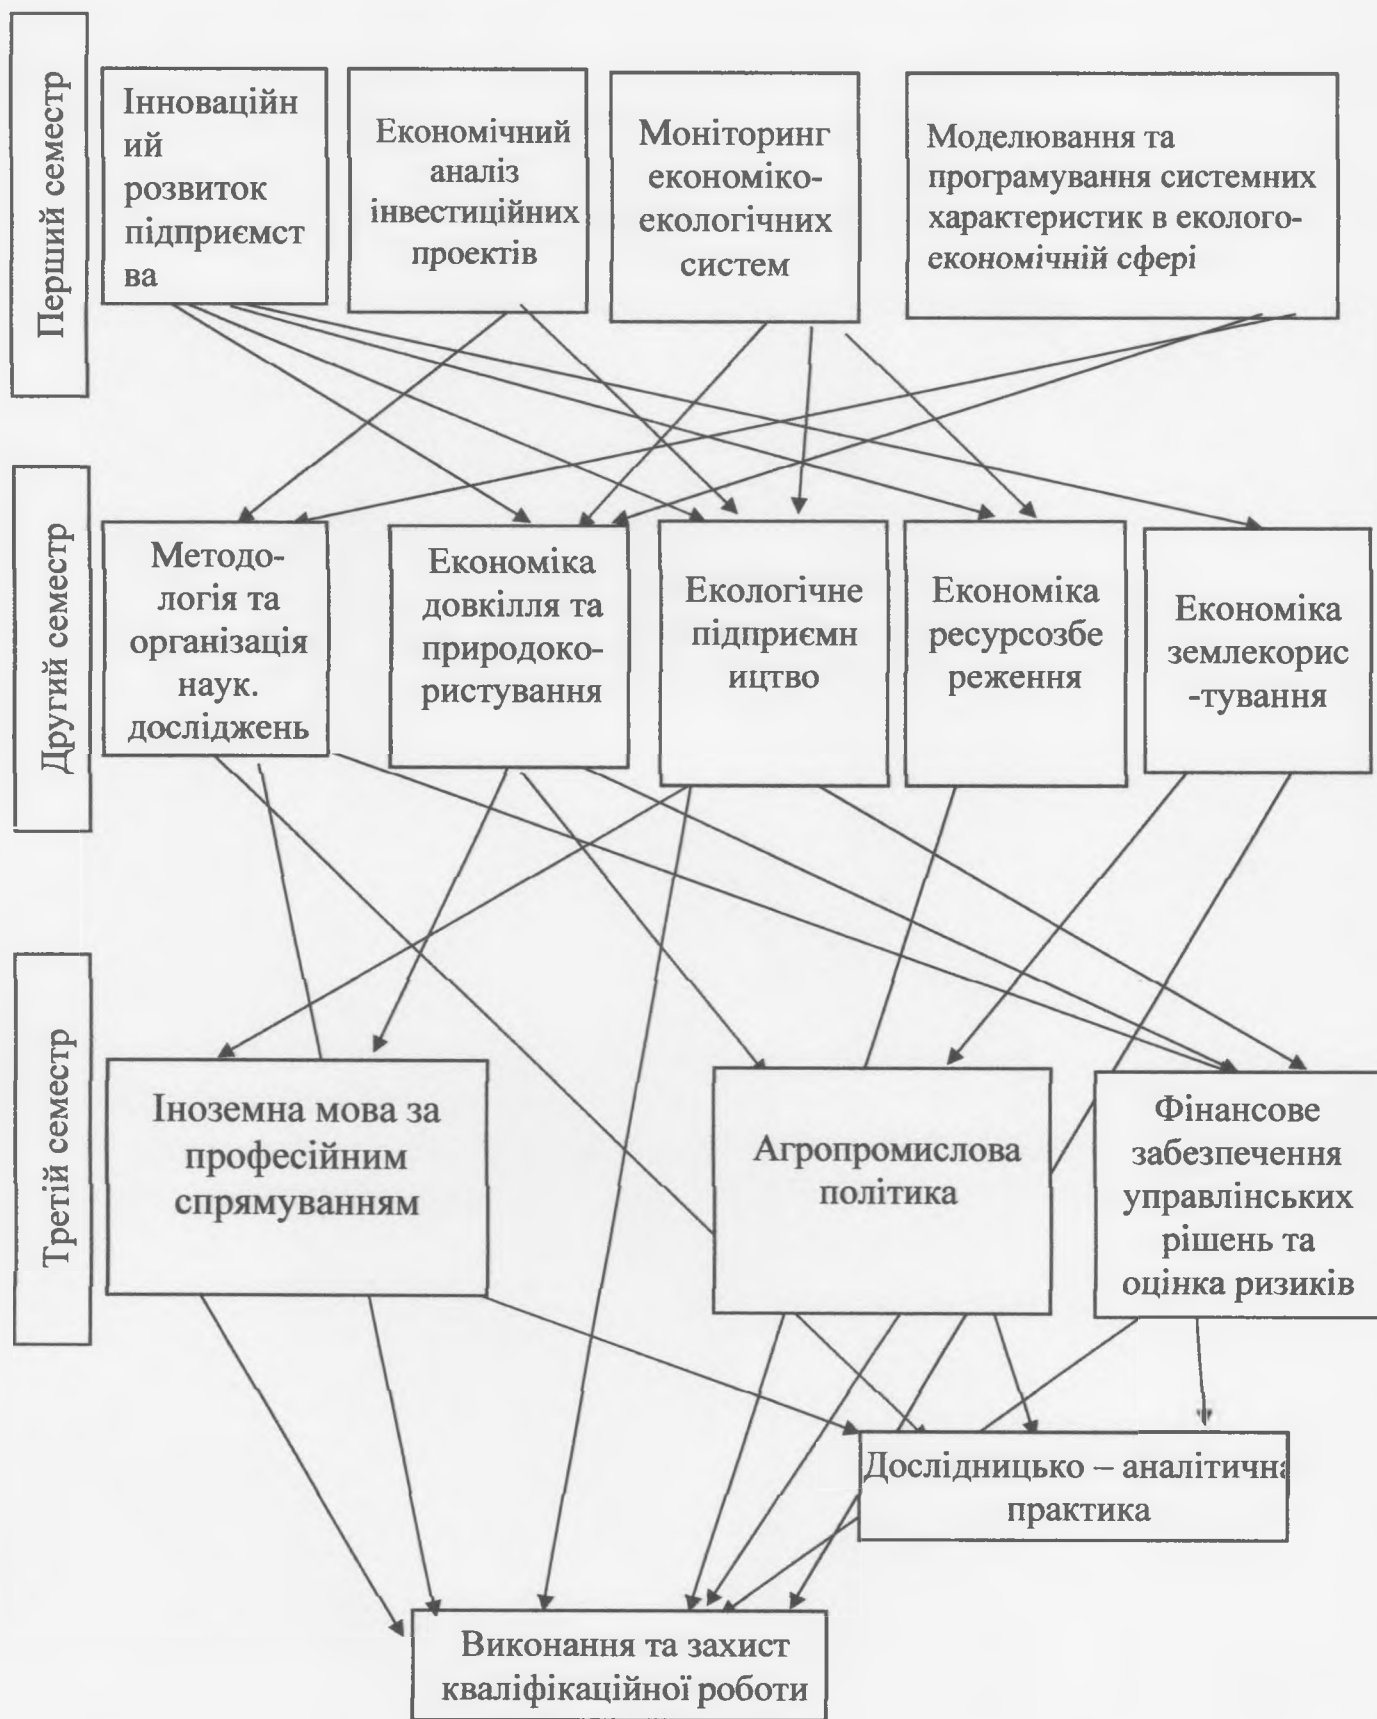 Перший семестр
Інноваційн
ий
розвиток
підприємст
ва
Економічний
аналіз
інвестиційних
проектів
Моніторинг
економіко-
екологічних
систем
Моделювання та
програмування системних
характеристик в еколого-
економічній сфері
Другий семестр
Методо-
логія та
організація
наук.
досліджень
Економіка
довкілля та
природоко-
ристування
Екологічне
підприємн
ицтво
Економіка
ресурсозбе
реження
Економіка
землекорис
-тування
Третій семестр
Іноземна мова за
професійним
спрямуванням
Агропромислова
політика
Фінансове
забезпечення
управлінських
рішень та
оцінка ризиків
Дослідницько – аналітична
практика
Виконання та захист
кваліфікаційної роботи